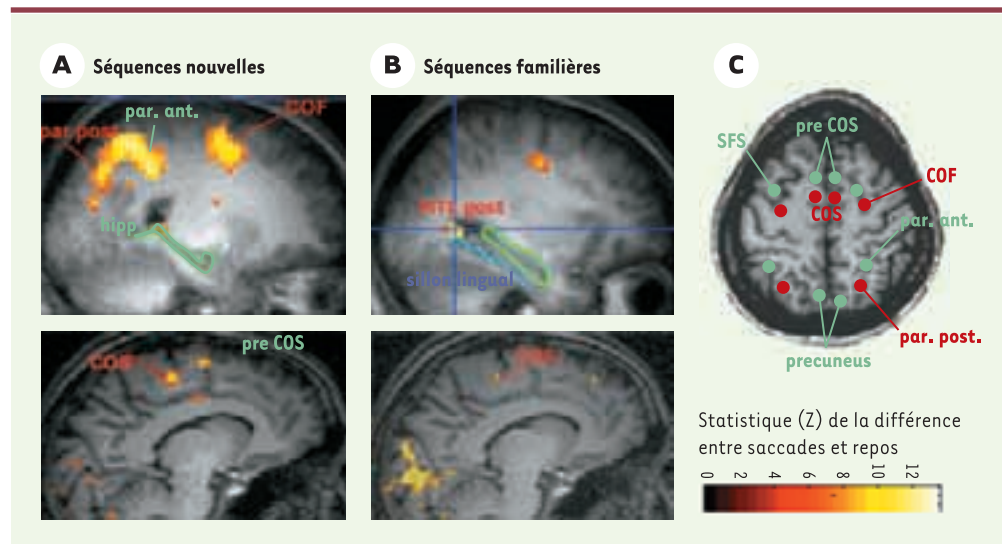 A Séquences nouvelles
par. ant.
COF
par post
hipp
pre COS
B Séquences familières
MTL post
sillon lingual
C
pre COS
SFS
COF
COS
par. ant.
par. post.
precuneus
Statistique (Z) de la différence
entre saccades et repos
0 2 4 6 8 10 12